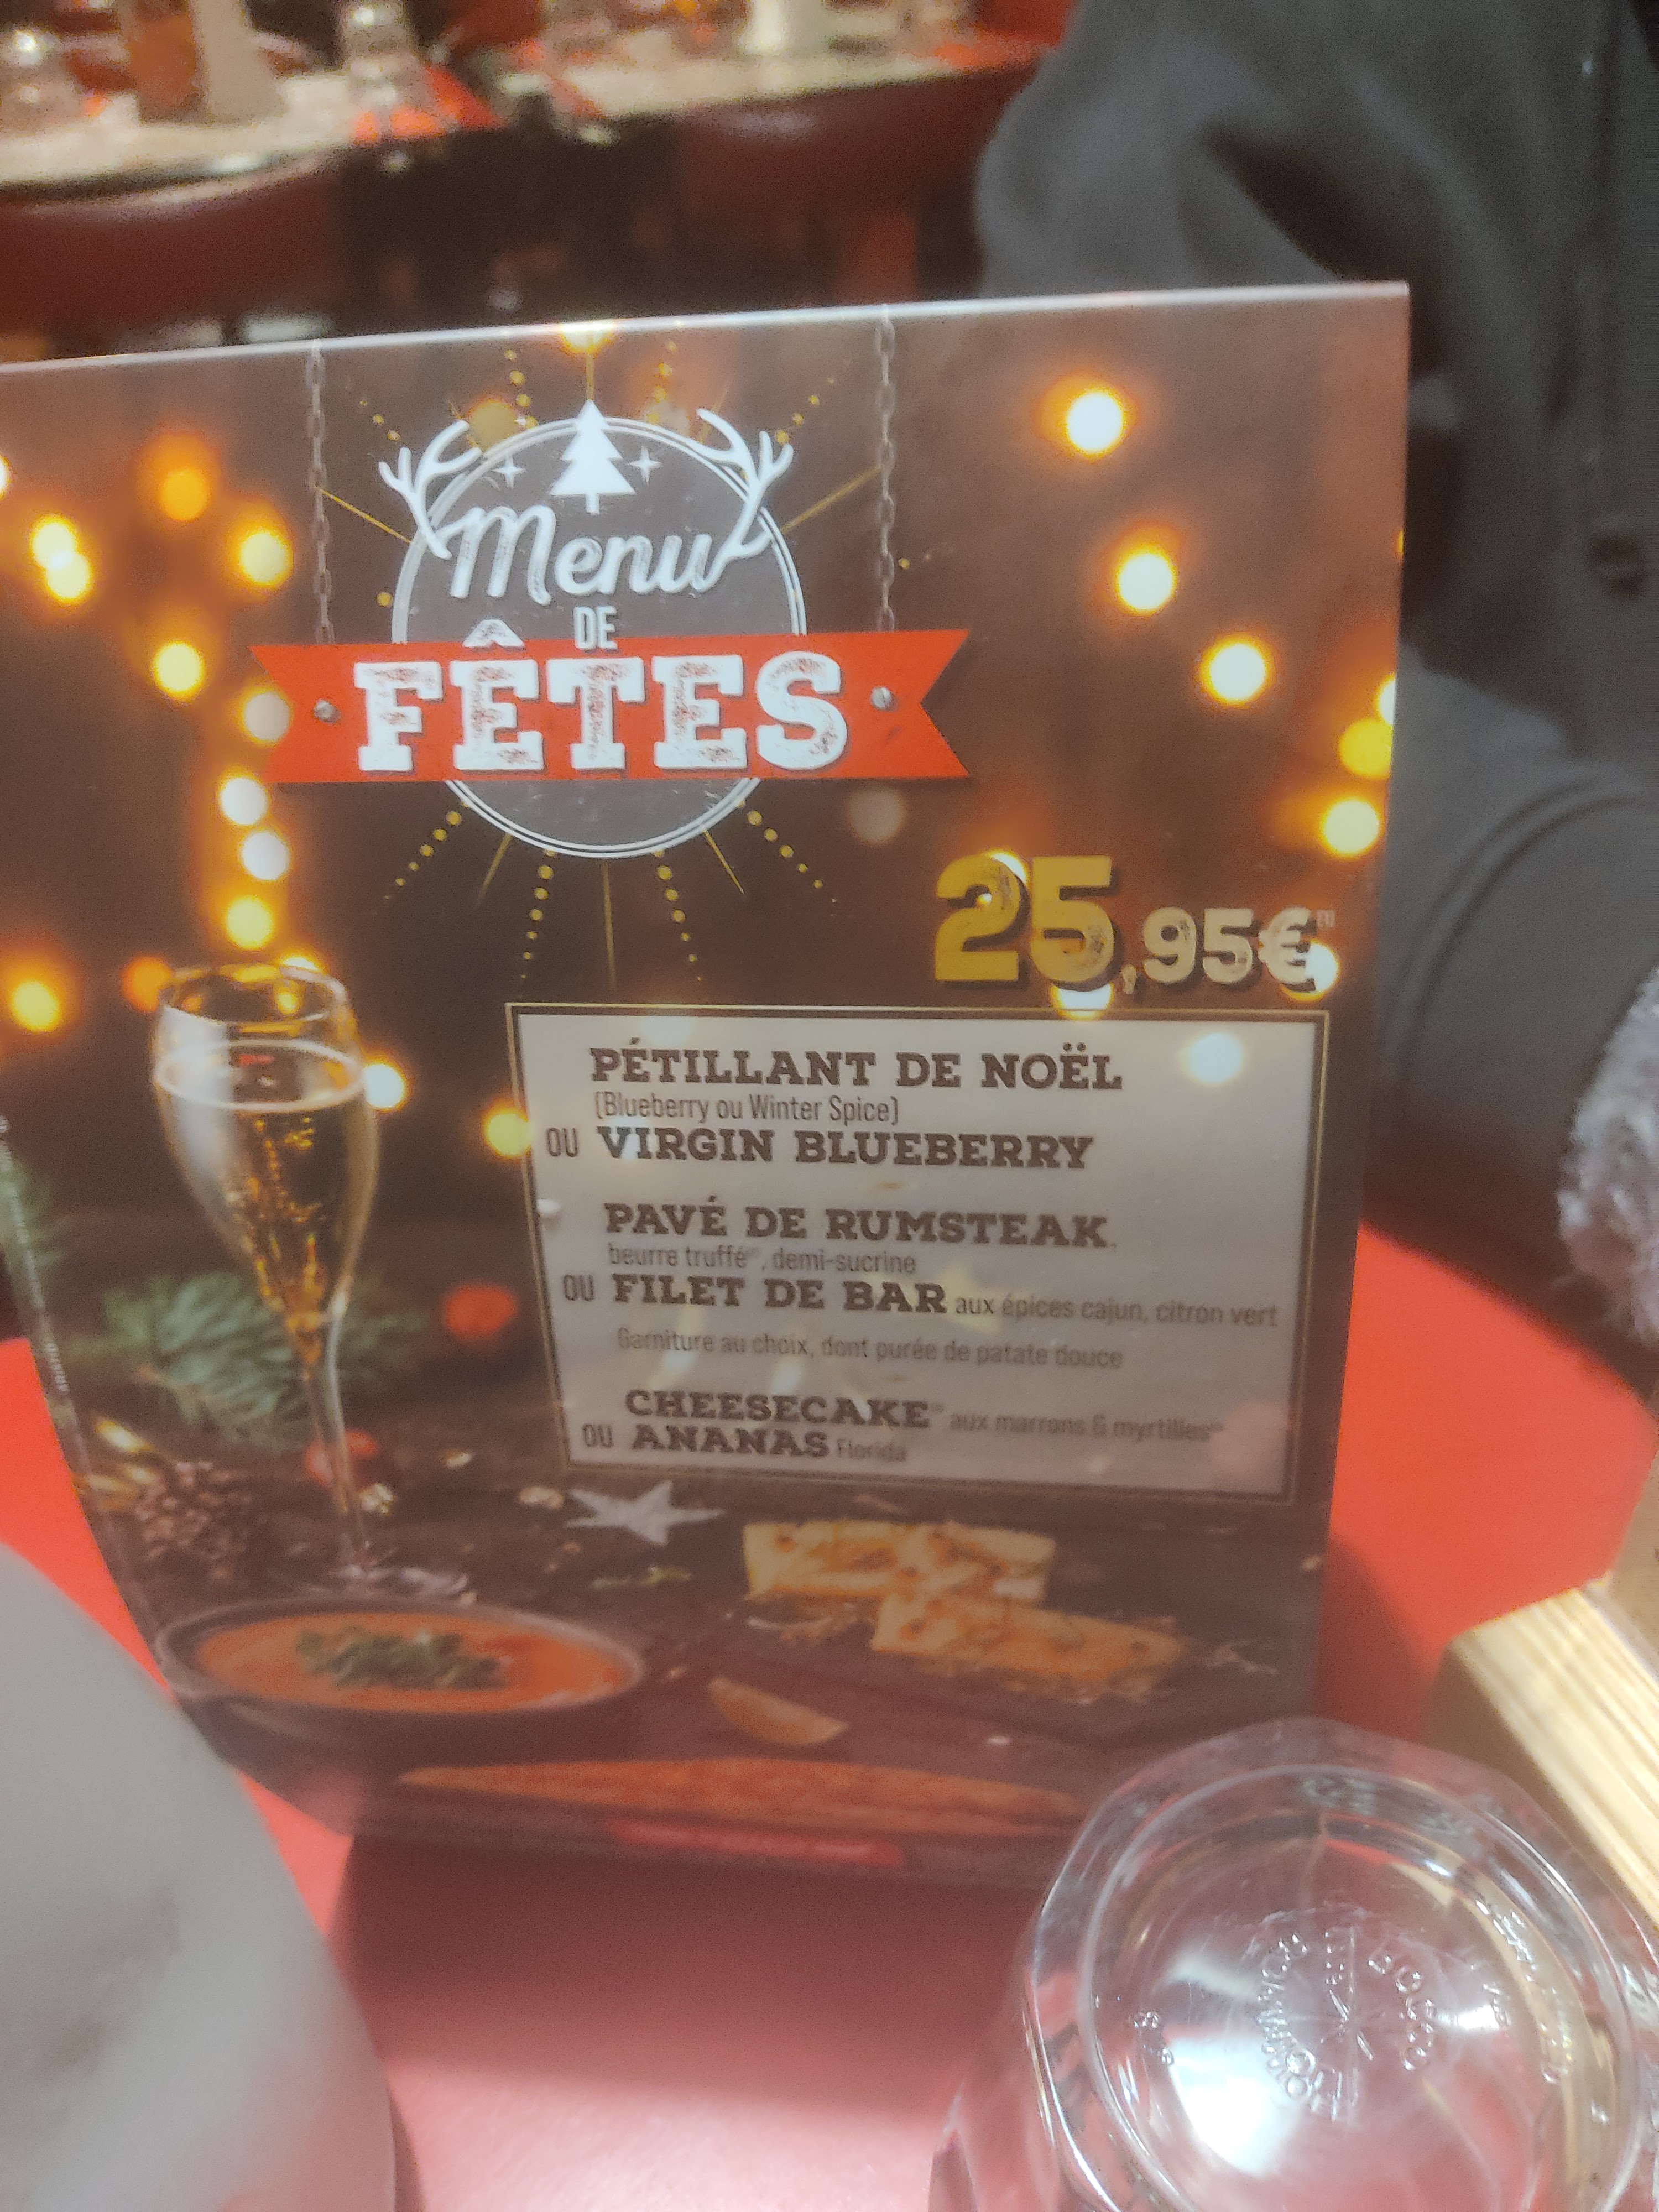 Menu
DE
FÊTES
25,95€
PÉTILLANT DE NOËL
(Blueberry ou Winter Spice)
OU VIRGIN BLUEBERRY
PAVÉ DE RUMSTEAK
beurre truffé, demi-sucrine
OU FILET DE BAR aux épices cajun, citron vert
Garniture au choix, dont purée de patate douce
CHEESECAKE aux marrons & myrtilles
OU ANANAS Florida